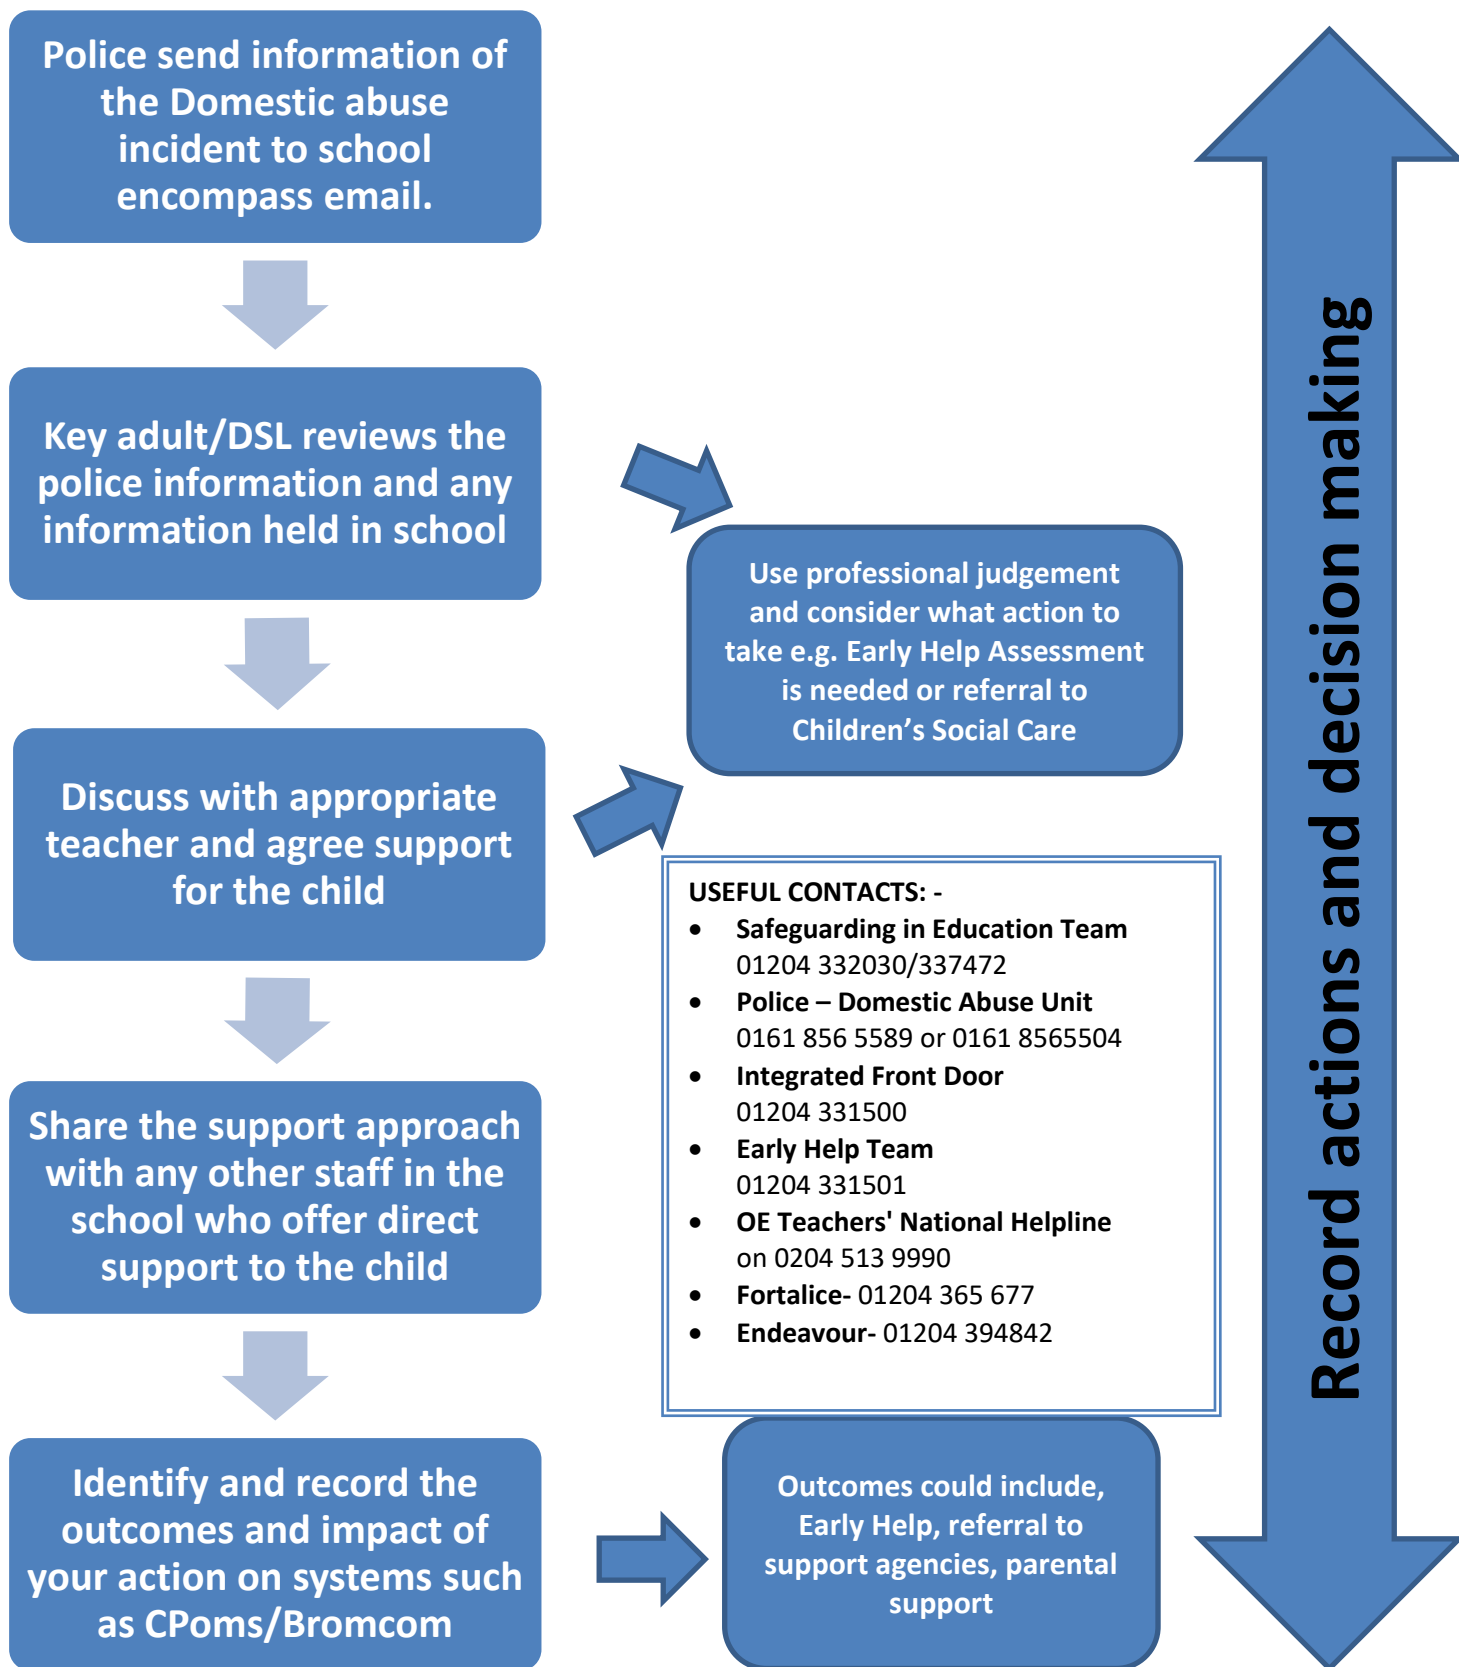 Police send information of
the Domestic abuse
incident to school
encompass email.
Key adult/DSL reviews the
police information and any
information held in school
Use professional judgement
and consider what action to
take e.g. Early Help Assessment
is needed or referral to
Children’s Social Care
Discuss with appropriate
teacher and agree support
for the child
USEFUL CONTACTS: -
• Safeguarding in Education Team
01204 332030/337472
• Police – Domestic Abuse Unit
0161 856 5589 or 0161 8565504
• Integrated Front Door
01204 331500
• Early Help Team
01204 331501
• OE Teachers' National Helpline
on 0204 513 9990
• Fortalice- 01204 365 677
• Endeavour- 01204 394842
Share the support approach
with any other staff in the
school who offer direct
support to the child
Identify and record the
outcomes and impact of
your action on systems such
as CPoms/Bromcom
Outcomes could include,
Early Help, referral to
support agencies, parental
support
Record actions and decision making